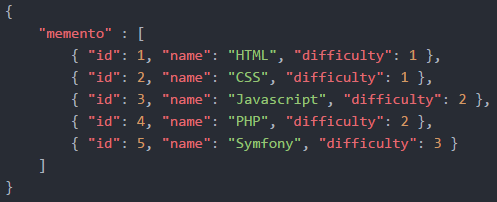 {
    "memento" : [
        { "id": 1, "name": "HTML", "difficulty": 1 },
        { "id": 2, "name": "CSS", "difficulty": 1 },
        { "id": 3, "name": "Javascript", "difficulty": 2 },
        { "id": 4, "name": "PHP", "difficulty": 2 },
        { "id": 5, "name": "Symfony", "difficulty": 3 }
    ]
}